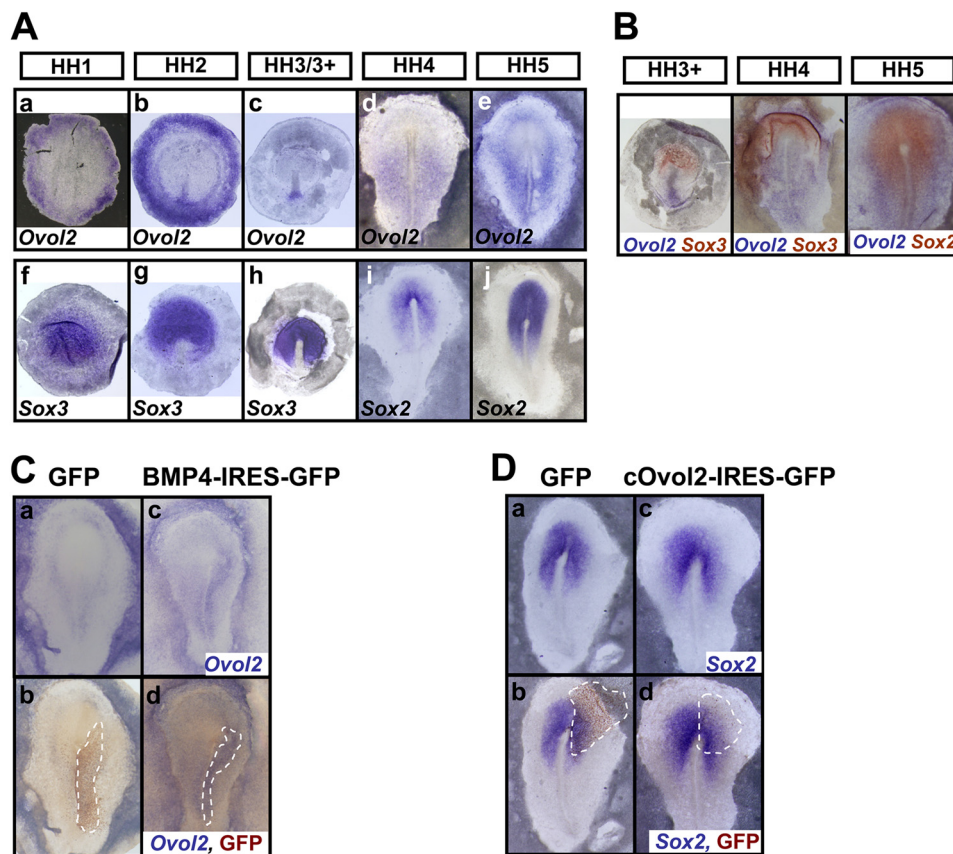 A
HH1 HH2 HH3/3+ HH4 HH5
a b c d e
Ovol2 Ovol2 Ovol2 Ovol2 Ovol2
f g h i j
Sox3 Sox3 Sox3 Sox2 Sox2
B
HH3+ HH4 HH5
Ovol2 Sox3 Ovol2 Sox3 Ovol2 Sox2
C
GFP BMP4-IRES-GFP
a c
Ovol2
b d
Ovol2, GFP
D
GFP cOvol2-IRES-GFP
a c
Sox2
b d
Sox2, GFP